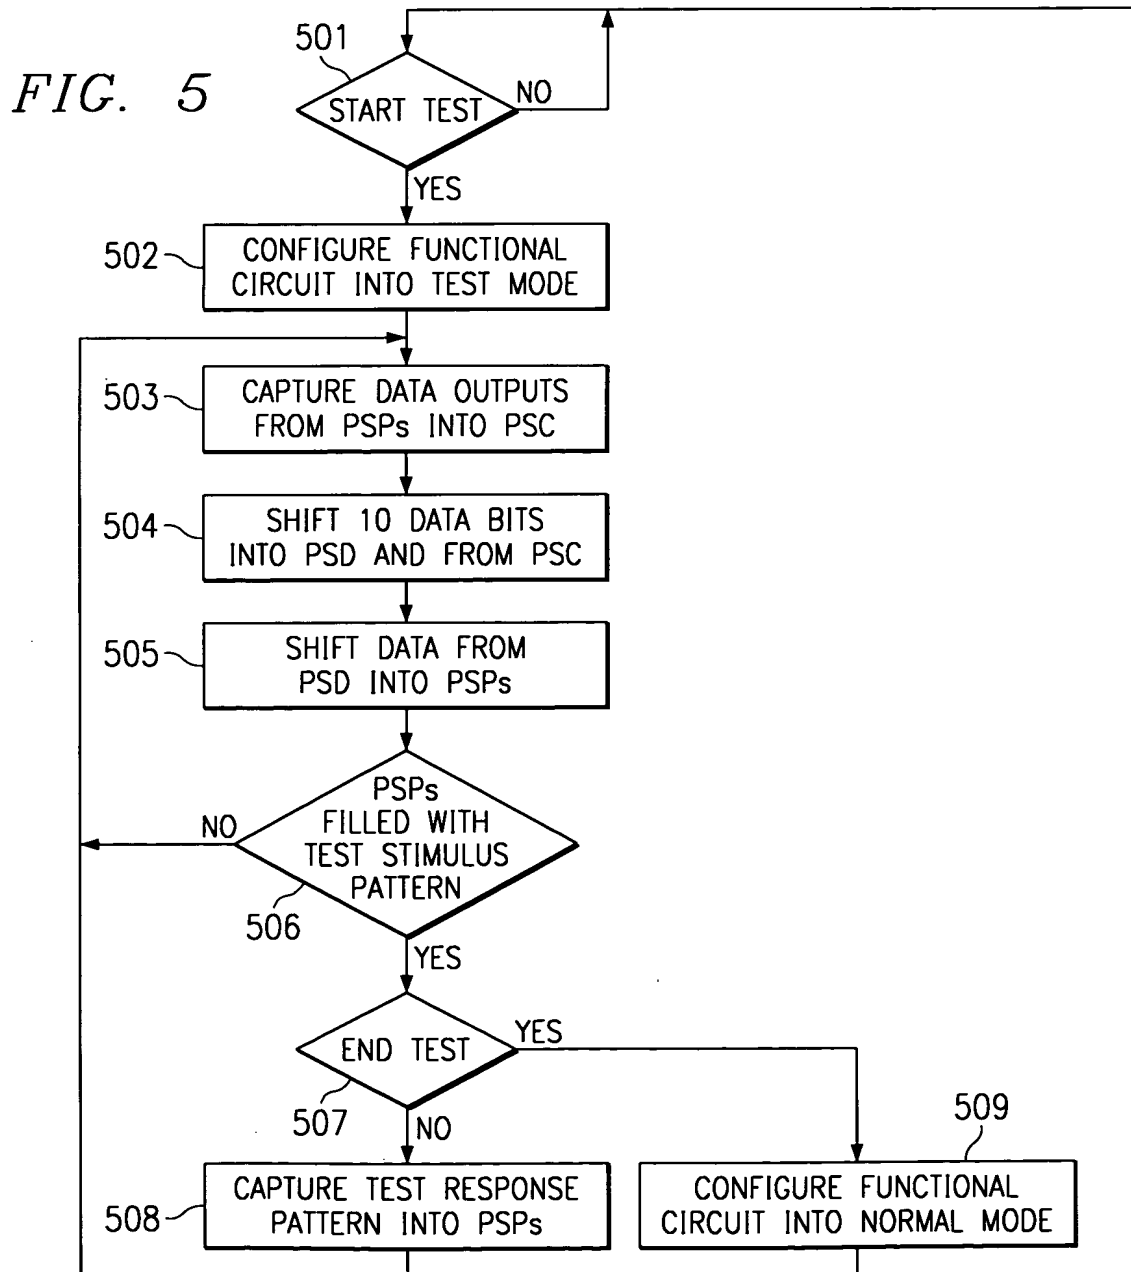 FIG. 5
501
START TEST
NO
YES
502
CONFIGURE FUNCTIONAL
CIRCUIT INTO TEST MODE
503
CAPTURE DATA OUTPUTS
FROM PSPs INTO PSC
504
SHIFT 10 DATA BITS
INTO PSD AND FROM PSC
505
SHIFT DATA FROM
PSD INTO PSPs
PSPs
FILLED WITH
TEST STIMULUS
PATTERN
NO
506
YES
END TEST
YES
507
NO
508
CAPTURE TEST RESPONSE
PATTERN INTO PSPs
509
CONFIGURE FUNCTIONAL
CIRCUIT INTO NORMAL MODE